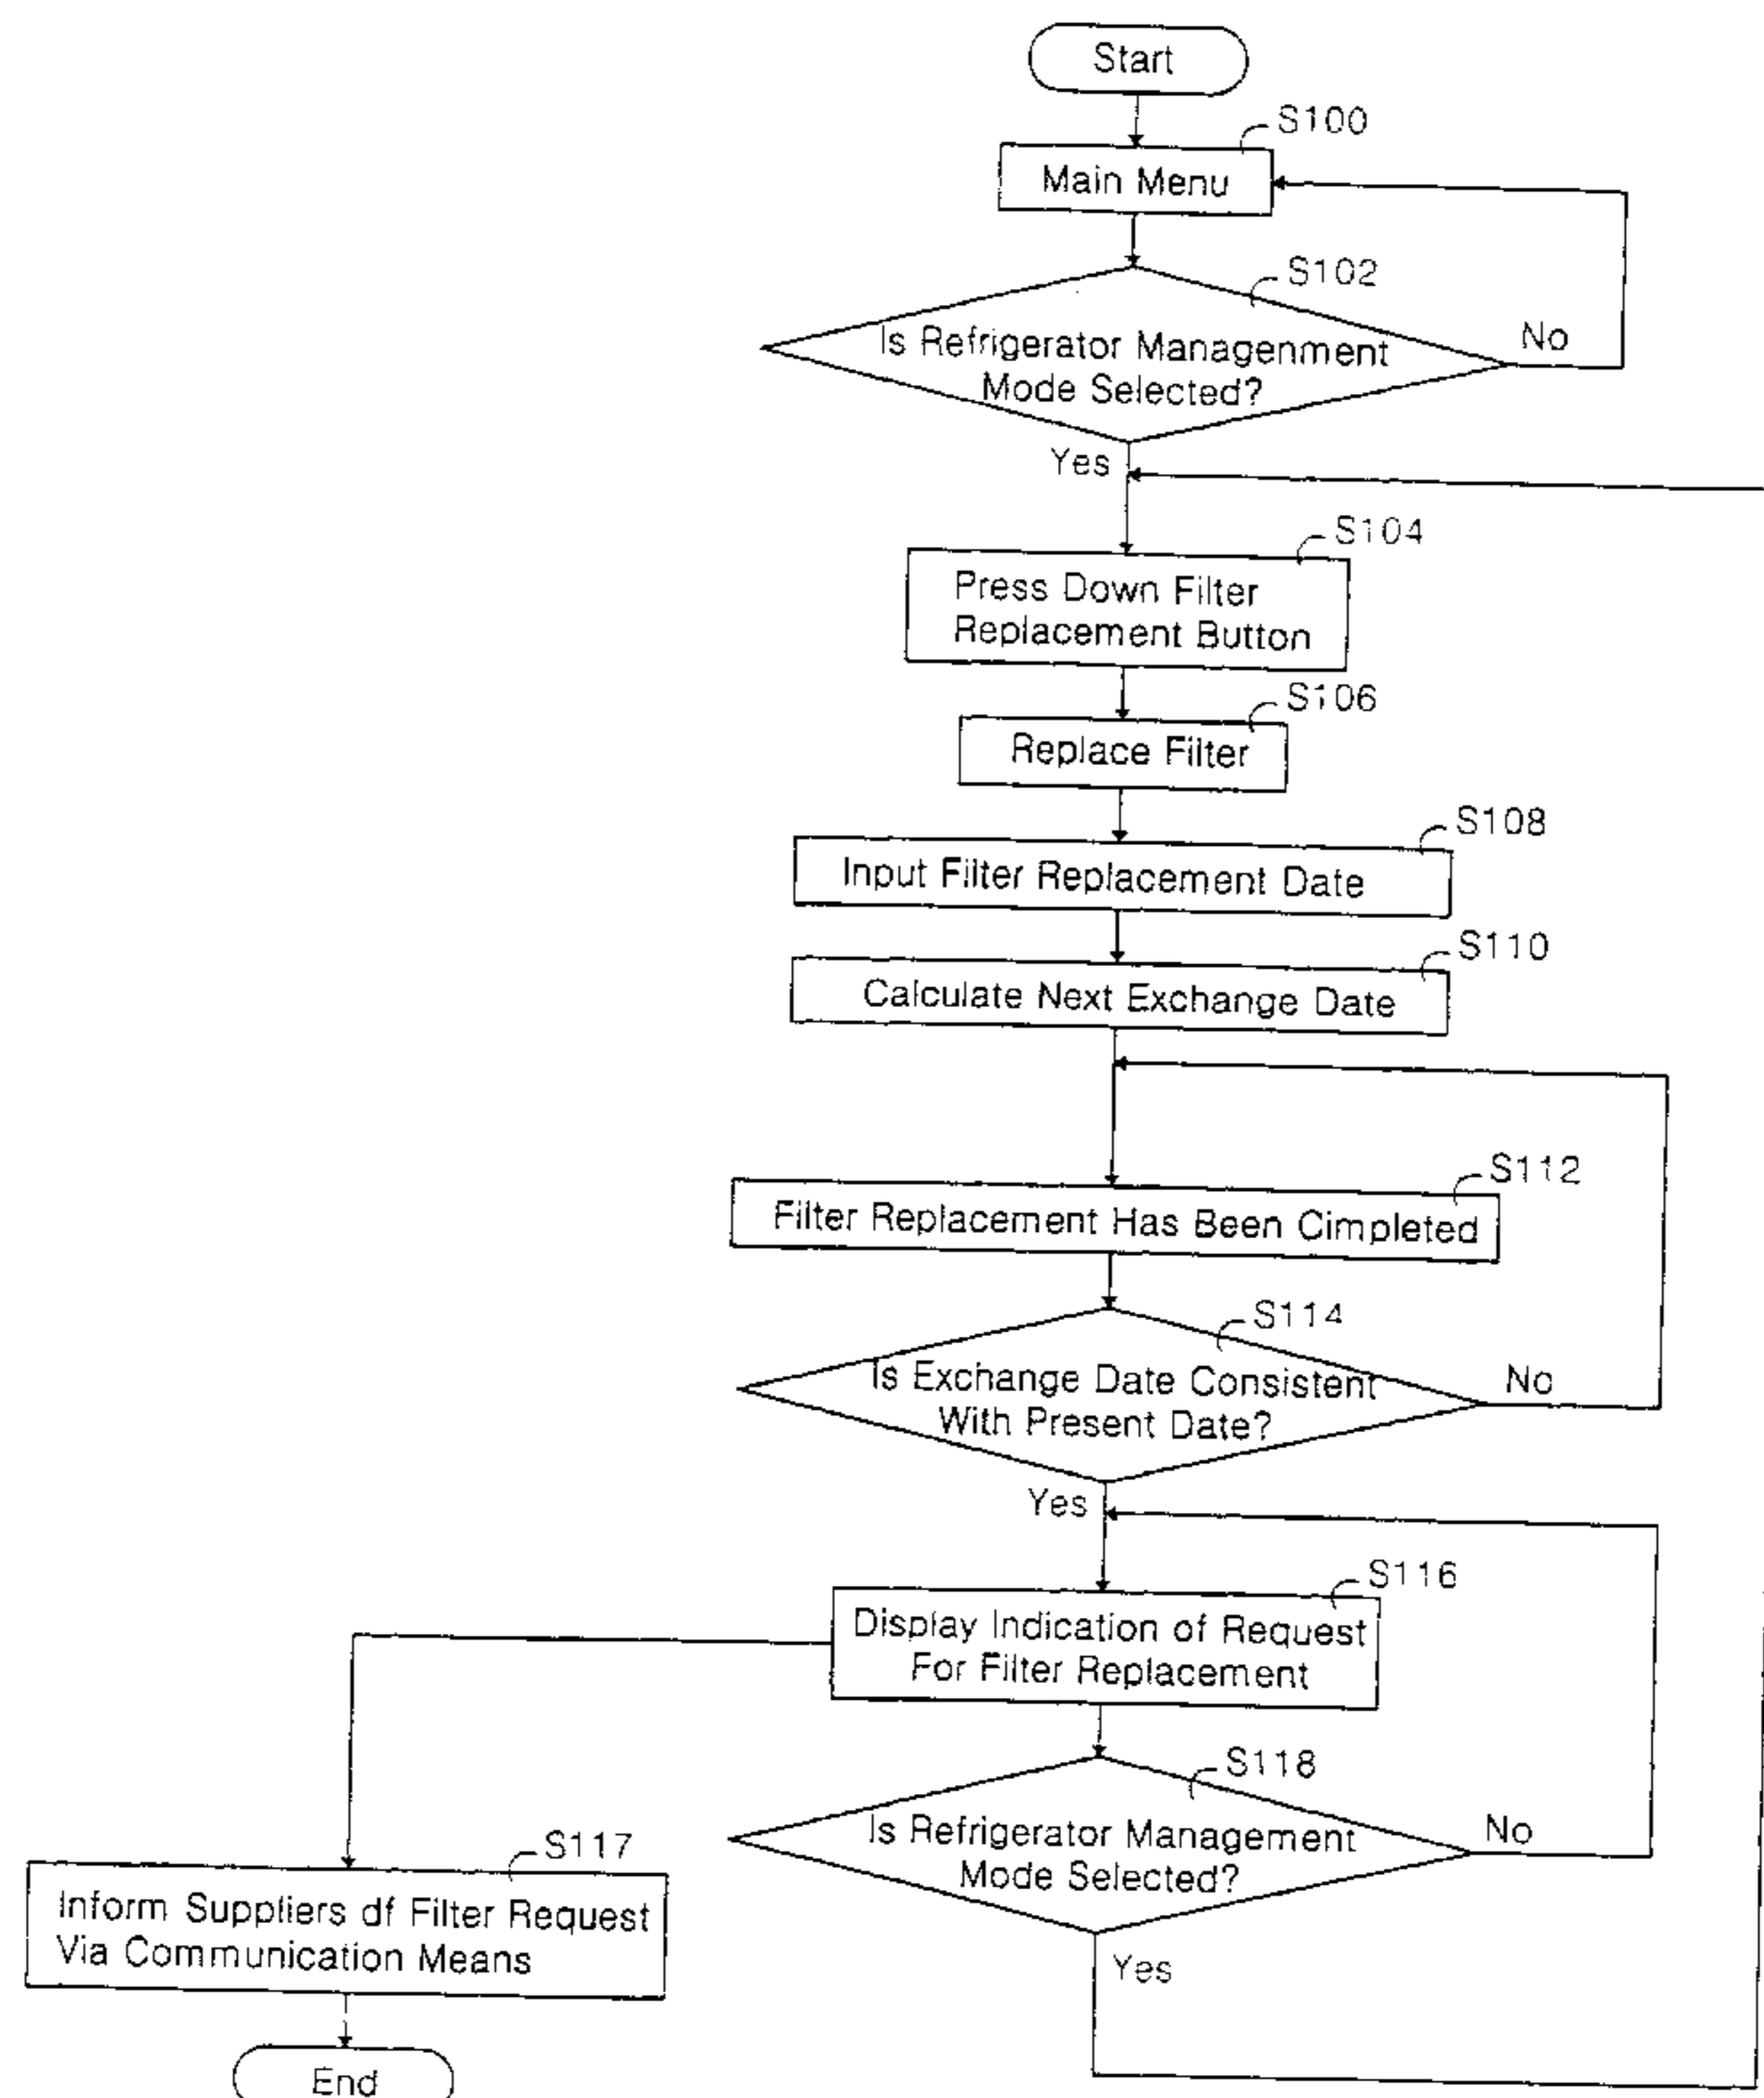 Start
S100
Main Menu
S102
Is Refrigerator Managenment
Mode Selected?
No
Yes
S104
Press Down Filter
Replacement Button
S106
Replace Filter
S108
Input Filter Replacement Date
S110
Calculate Next Exchange Date
S112
Filter Replacement Has Been Cimpleted
S114
Is Exchange Date Consistent
With Present Date?
No
Yes
S116
Display Indication of Request
For Filter Replacement
S118
Is Refrigerator Management
Mode Selected?
No
Yes
S117
Inform Suppliers df Filter Request
Via Communication Means
End